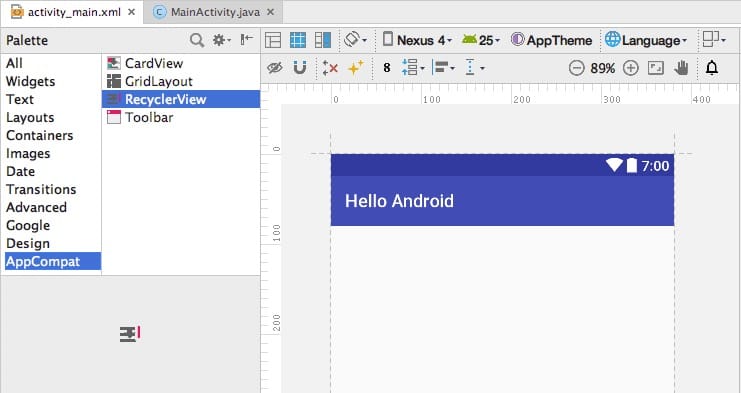 activity_main.xml MainActivity.java
Palette Nexus 4 25 AppTheme Language
All
Widgets
Text
Layouts
Containers
Images
Date
Transitions
Advanced
Google
Design
AppCompat
CardView
GridLayout
RecyclerView
Toolbar
8 89%
0 100 200 300 400
0
100
200
7:00
Hello Android